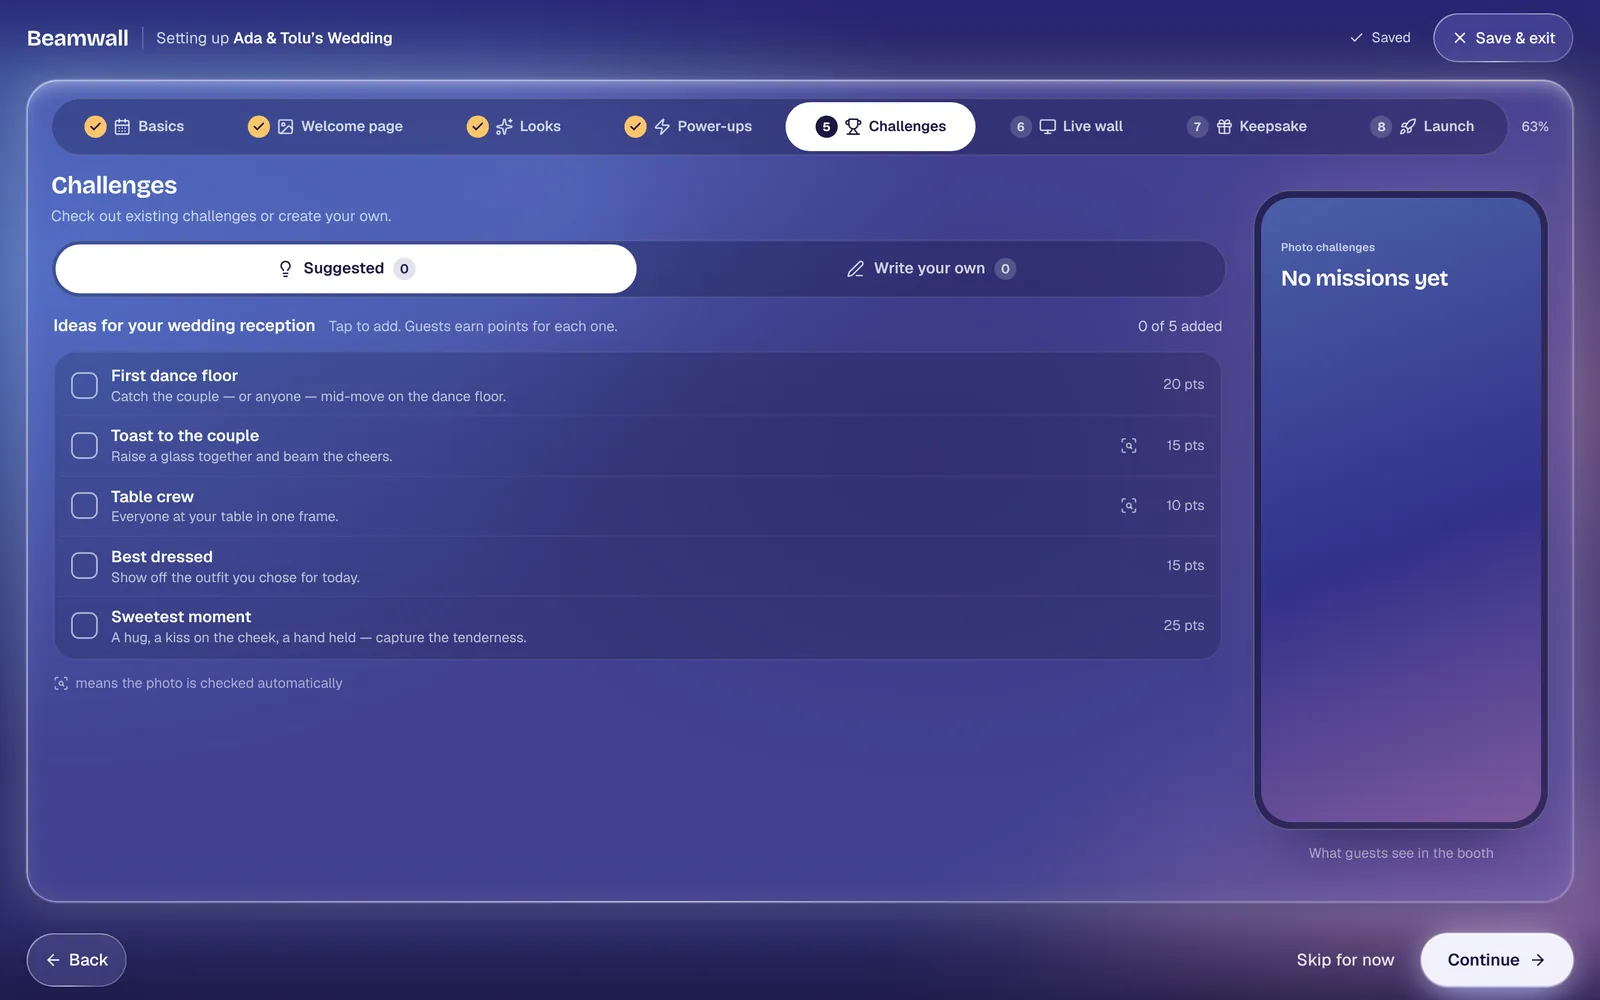 Beamwall
Setting up Ada & Tolu's Wedding
Saved
Save & exit
Basics
Welcome page
Looks
Power-ups
5 Challenges
6 Live wall
7 Keepsake
8 Launch
63%
Challenges
Check out existing challenges or create your own.
Suggested 0
Write your own 0
Ideas for your wedding reception Tap to add. Guests earn points for each one.
0 of 5 added
First dance floor
Catch the couple — or anyone — mid-move on the dance floor.
20 pts
Toast to the couple
Raise a glass together and beam the cheers.
15 pts
Table crew
Everyone at your table in one frame.
10 pts
Best dressed
Show off the outfit you chose for today.
15 pts
Sweetest moment
A hug, a kiss on the cheek, a hand held — capture the tenderness.
25 pts
means the photo is checked automatically
Photo challenges
No missions yet
What guests see in the booth
Back
Skip for now
Continue